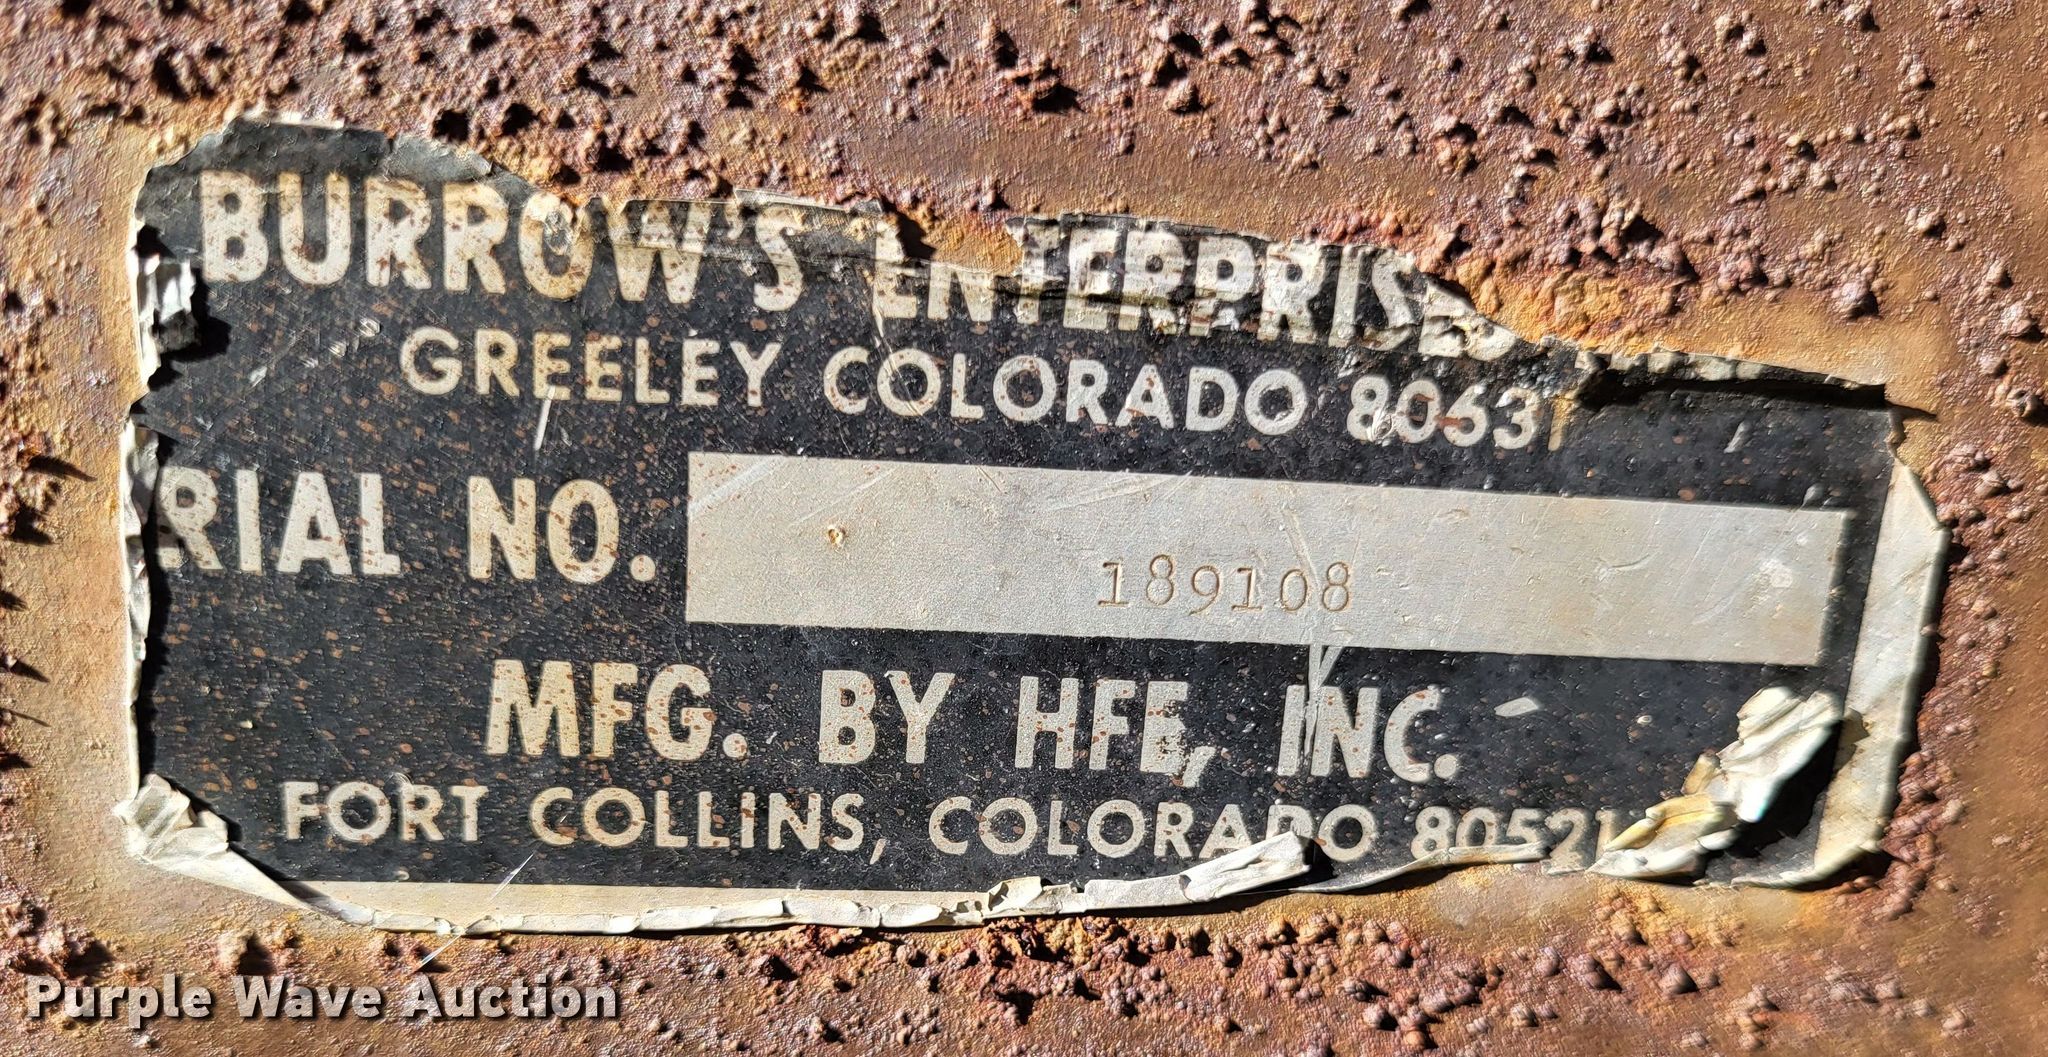 BURROW'S ENTERPRISES
GREELEY COLORADO 80631
RIAL NO. 189108
MFG. BY HFE, INC.
FORT COLLINS, COLORADO 80521
Purple Wave Auction